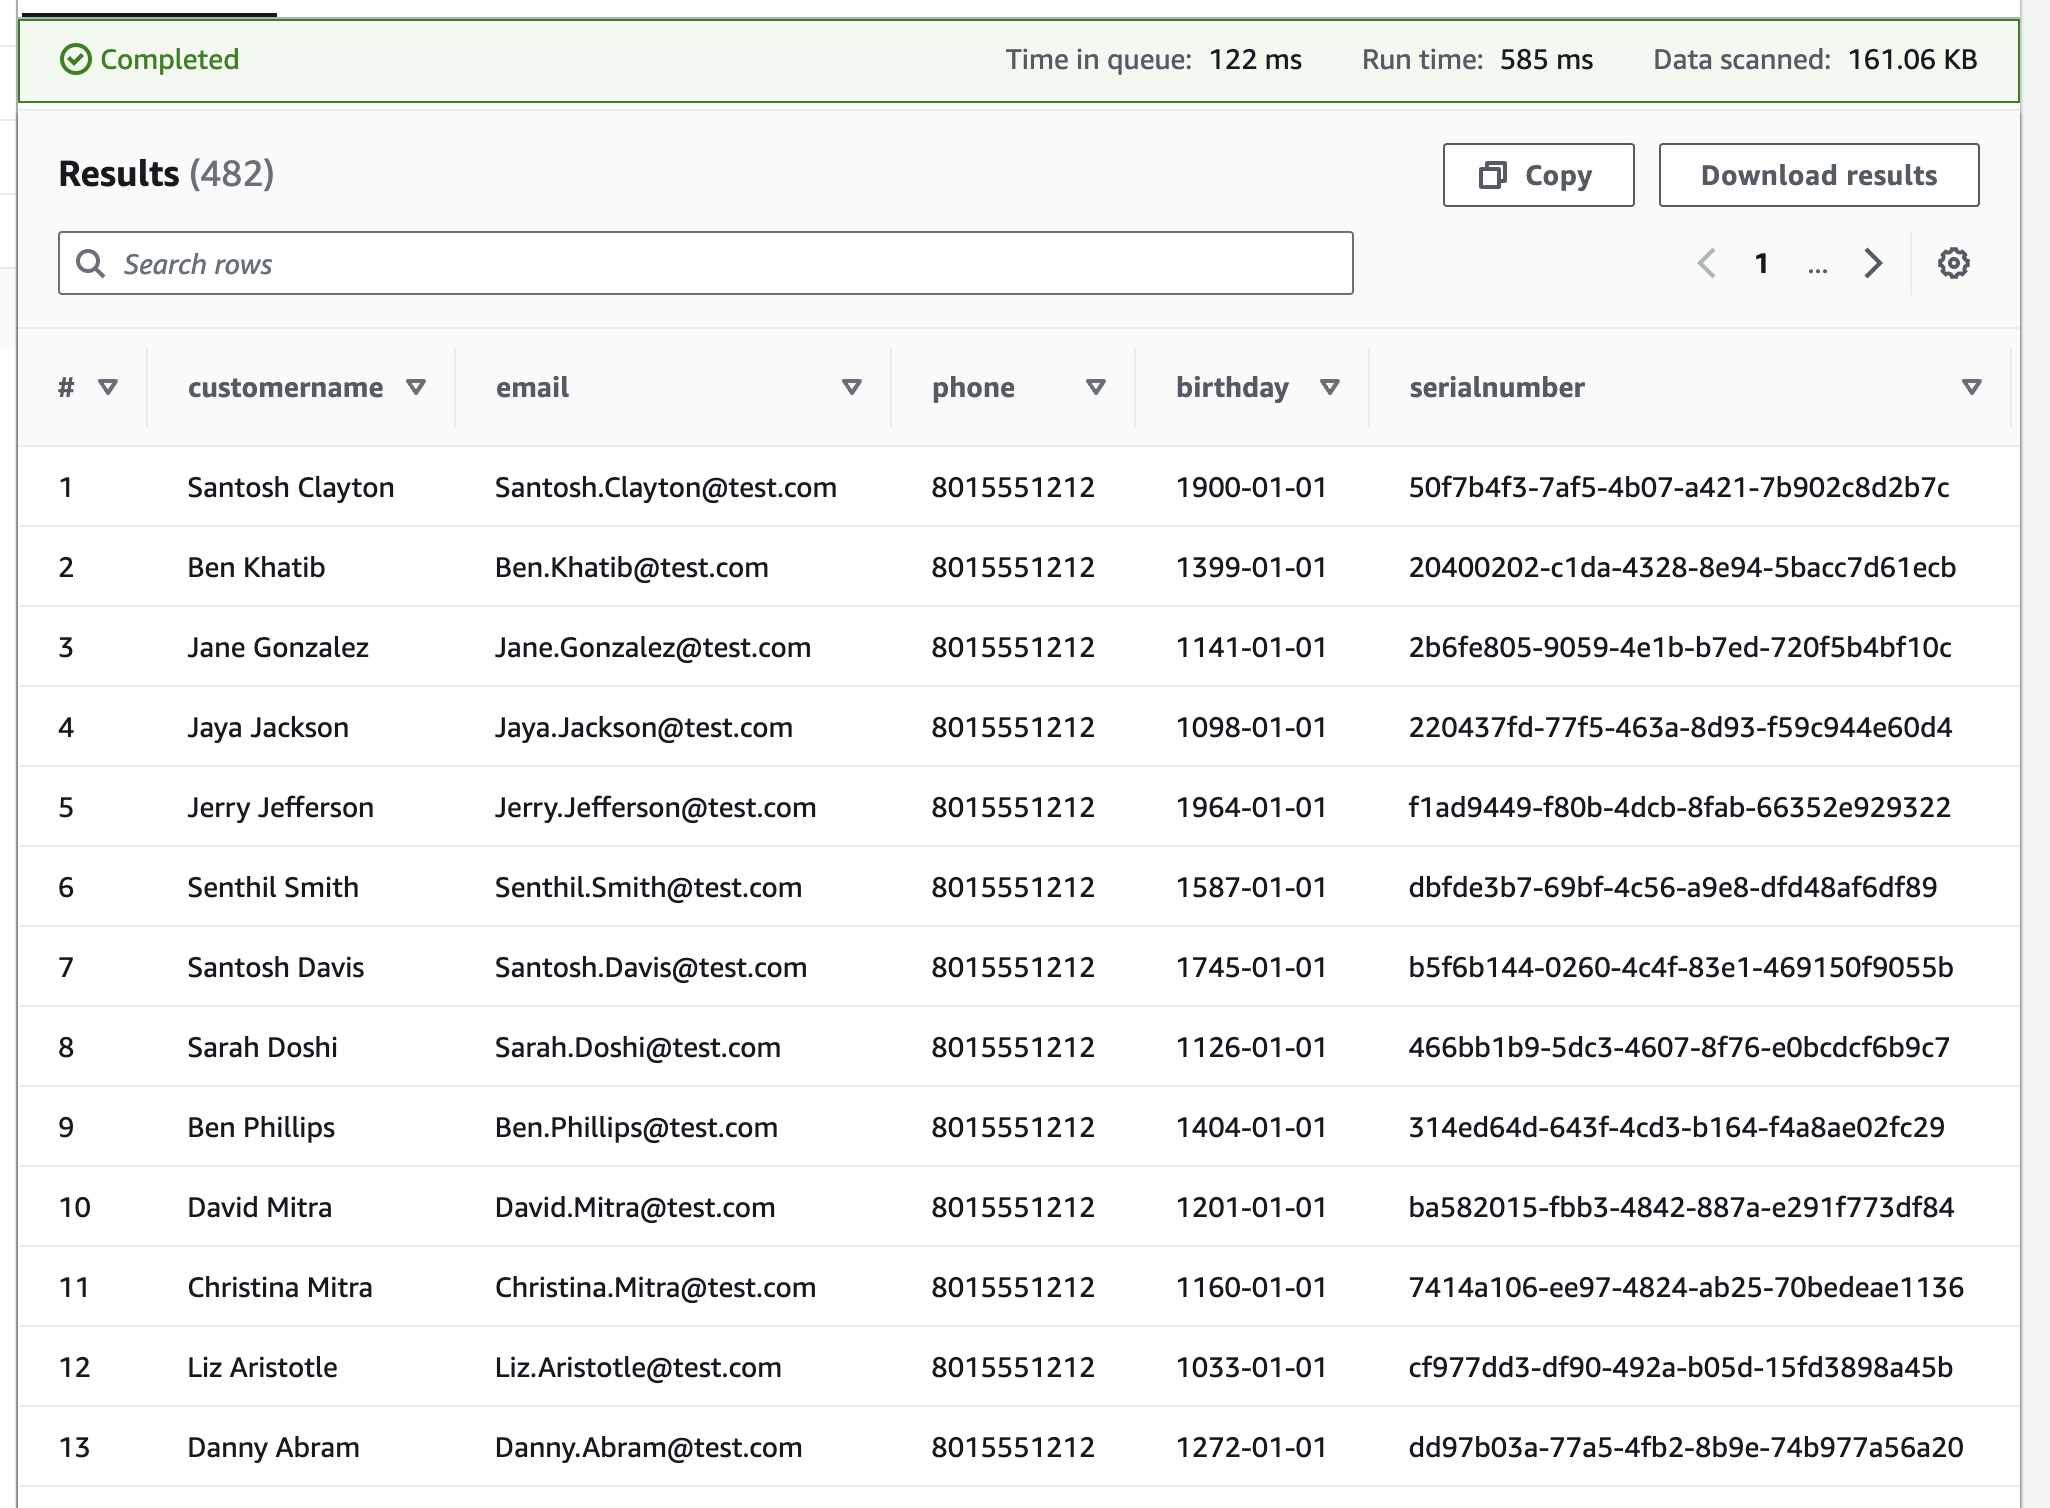 Completed Time in queue: 122 ms Run time: 585 ms Data scanned: 161.06 KB
Results (482) Copy Download results
Search rows 1 ...
# customername email phone birthday serialnumber
1 Santosh Clayton Santosh.Clayton@test.com 8015551212 1900-01-01 50f7b4f3-7af5-4b07-a421-7b902c8d2b7c
2 Ben Khatib Ben.Khatib@test.com 8015551212 1399-01-01 20400202-c1da-4328-8e94-5bacc7d61ecb
3 Jane Gonzalez Jane.Gonzalez@test.com 8015551212 1141-01-01 2b6fe805-9059-4e1b-b7ed-720f5b4bf10c
4 Jaya Jackson Jaya.Jackson@test.com 8015551212 1098-01-01 220437fd-77f5-463a-8d93-f59c944e60d4
5 Jerry Jefferson Jerry.Jefferson@test.com 8015551212 1964-01-01 f1ad9449-f80b-4dcb-8fab-66352e929322
6 Senthil Smith Senthil.Smith@test.com 8015551212 1587-01-01 dbfde3b7-69bf-4c56-a9e8-dfd48af6df89
7 Santosh Davis Santosh.Davis@test.com 8015551212 1745-01-01 b5f6b144-0260-4c4f-83e1-469150f9055b
8 Sarah Doshi Sarah.Doshi@test.com 8015551212 1126-01-01 466bb1b9-5dc3-4607-8f76-e0bcdcf6b9c7
9 Ben Phillips Ben.Phillips@test.com 8015551212 1404-01-01 314ed64d-643f-4cd3-b164-f4a8ae02fc29
10 David Mitra David.Mitra@test.com 8015551212 1201-01-01 ba582015-fbb3-4842-887a-e291f773df84
11 Christina Mitra Christina.Mitra@test.com 8015551212 1160-01-01 7414a106-ee97-4824-ab25-70bedeae1136
12 Liz Aristotle Liz.Aristotle@test.com 8015551212 1033-01-01 cf977dd3-df90-492a-b05d-15fd3898a45b
13 Danny Abram Danny.Abram@test.com 8015551212 1272-01-01 dd97b03a-77a5-4fb2-8b9e-74b977a56a20